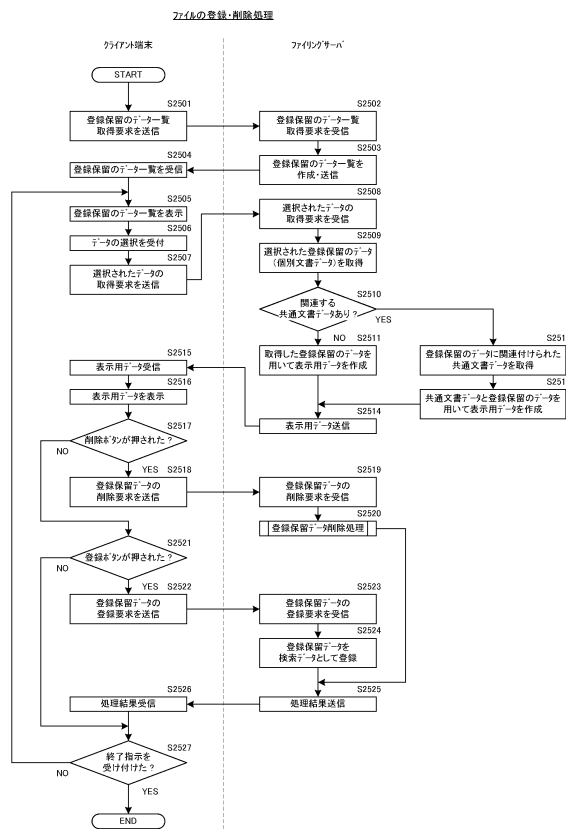 ファイルの登録・削除処理
クライアント端末
ファイリングサーバ
START
S2501
登録保留のデータ一覧
取得要求を送信
S2502
登録保留のデータ一覧
取得要求を受信
S2503
登録保留のデータ一覧を
作成・送信
S2504
登録保留のデータ一覧を受信
S2505
登録保留のデータ一覧を表示
S2506
データの選択を受付
S2507
選択されたデータの
取得要求を送信
S2508
選択されたデータの
取得要求を受信
S2509
選択された登録保留のデータ
(個別文書データ)を取得
S2510
関連する
共通文書データあり?
YES
NO
S2511
取得した登録保留のデータを
用いて表示用データを作成
S251
登録保留のデータに関連付けられた
共通文書データを取得
S251
共通文書データと登録保留のデータを
用いて表示用データを作成
S2514
表示用データ送信
S2515
表示用データ受信
S2516
表示用データを表示
S2517
削除ボタンが押された?
NO
YES
S2518
登録保留データの
削除要求を送信
S2519
登録保留データの
削除要求を受信
S2520
登録保留データ削除処理
S2521
登録ボタンが押された?
NO
YES
S2522
登録保留データの
登録要求を送信
S2523
登録保留データの
登録要求を受信
S2524
登録保留データを
検索データとして登録
S2525
処理結果送信
S2526
処理結果受信
S2527
終了指示を
受け付けた?
NO
YES
END